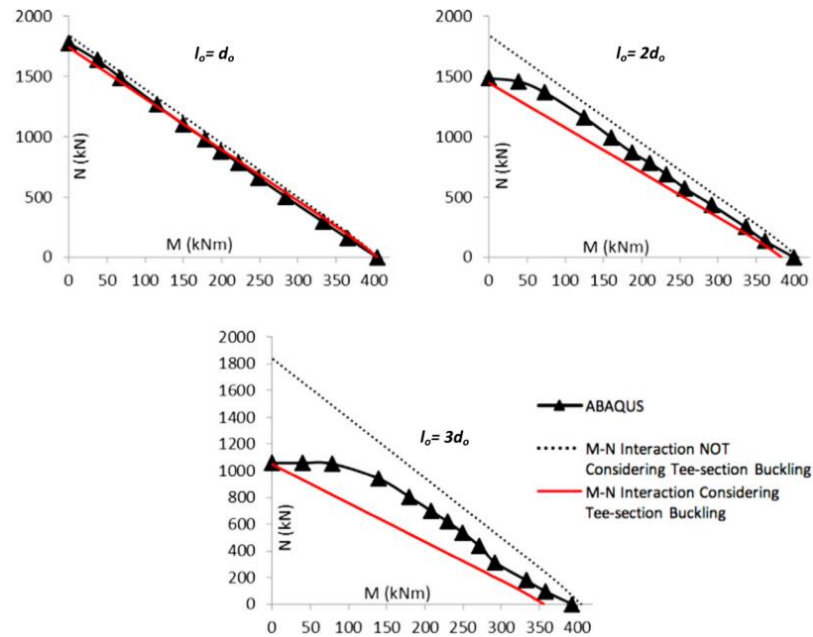 2000
1500
1000
500
0
N (kN)
lo= do
M (kNm)
0 50 100 150 200 250 300 350 400
2000
1500
1000
500
0
N (kN)
lo= 2do
M (kNm)
0 50 100 150 200 250 300 350 400
2000
1800
1600
1400
1200
1000
800
600
400
200
0
N (kN)
lo= 3do
M (kNm)
0 50 100 150 200 250 300 350 400
ABAQUS
M-N Interaction NOT
Considering Tee-section Buckling
M-N Interaction Considering
Tee-section Buckling